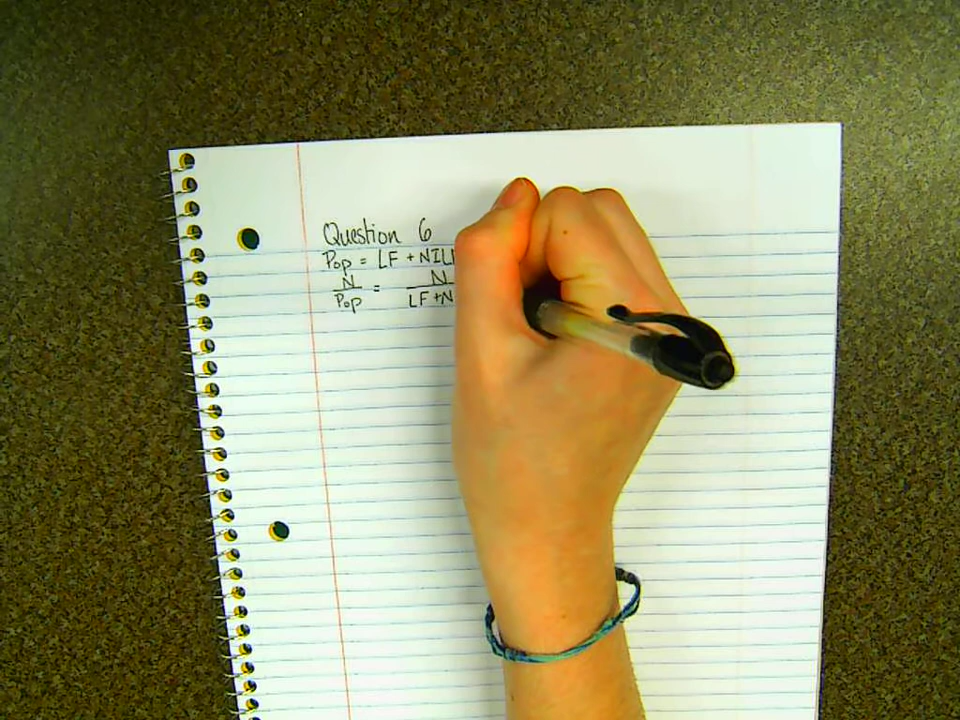 Question 6
Pop = LF + NILF
N/Pop = N/LF + N